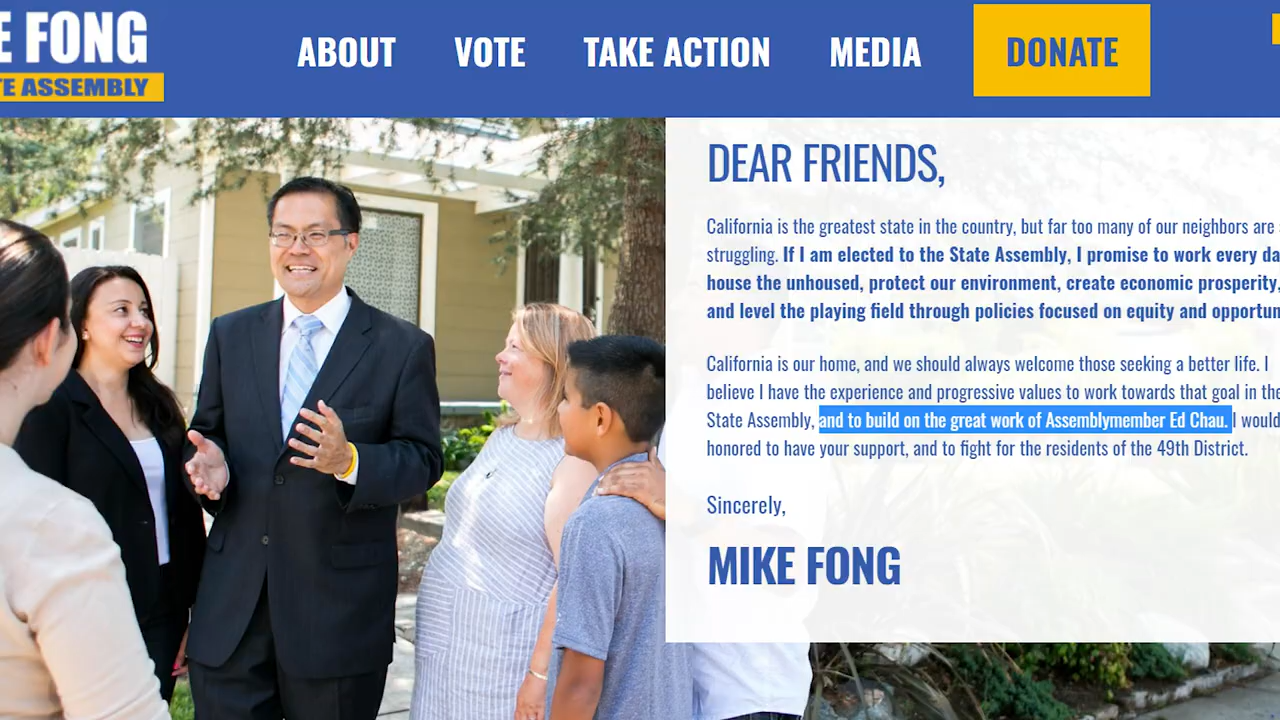 E FONG
TE ASSEMBLY
ABOUT VOTE TAKE ACTION MEDIA DONATE
DEAR FRIENDS,
California is the greatest state in the country, but far too many of our neighbors are
struggling. If I am elected to the State Assembly, I promise to work every da
house the unhoused, protect our environment, create economic prosperity,
and level the playing field through policies focused on equity and opportun
California is our home, and we should always welcome those seeking a better life. I
believe I have the experience and progressive values to work towards that goal in the
State Assembly, and to build on the great work of Assemblymember Ed Chau. I would
honored to have your support, and to fight for the residents of the 49th District.
Sincerely,
MIKE FONG